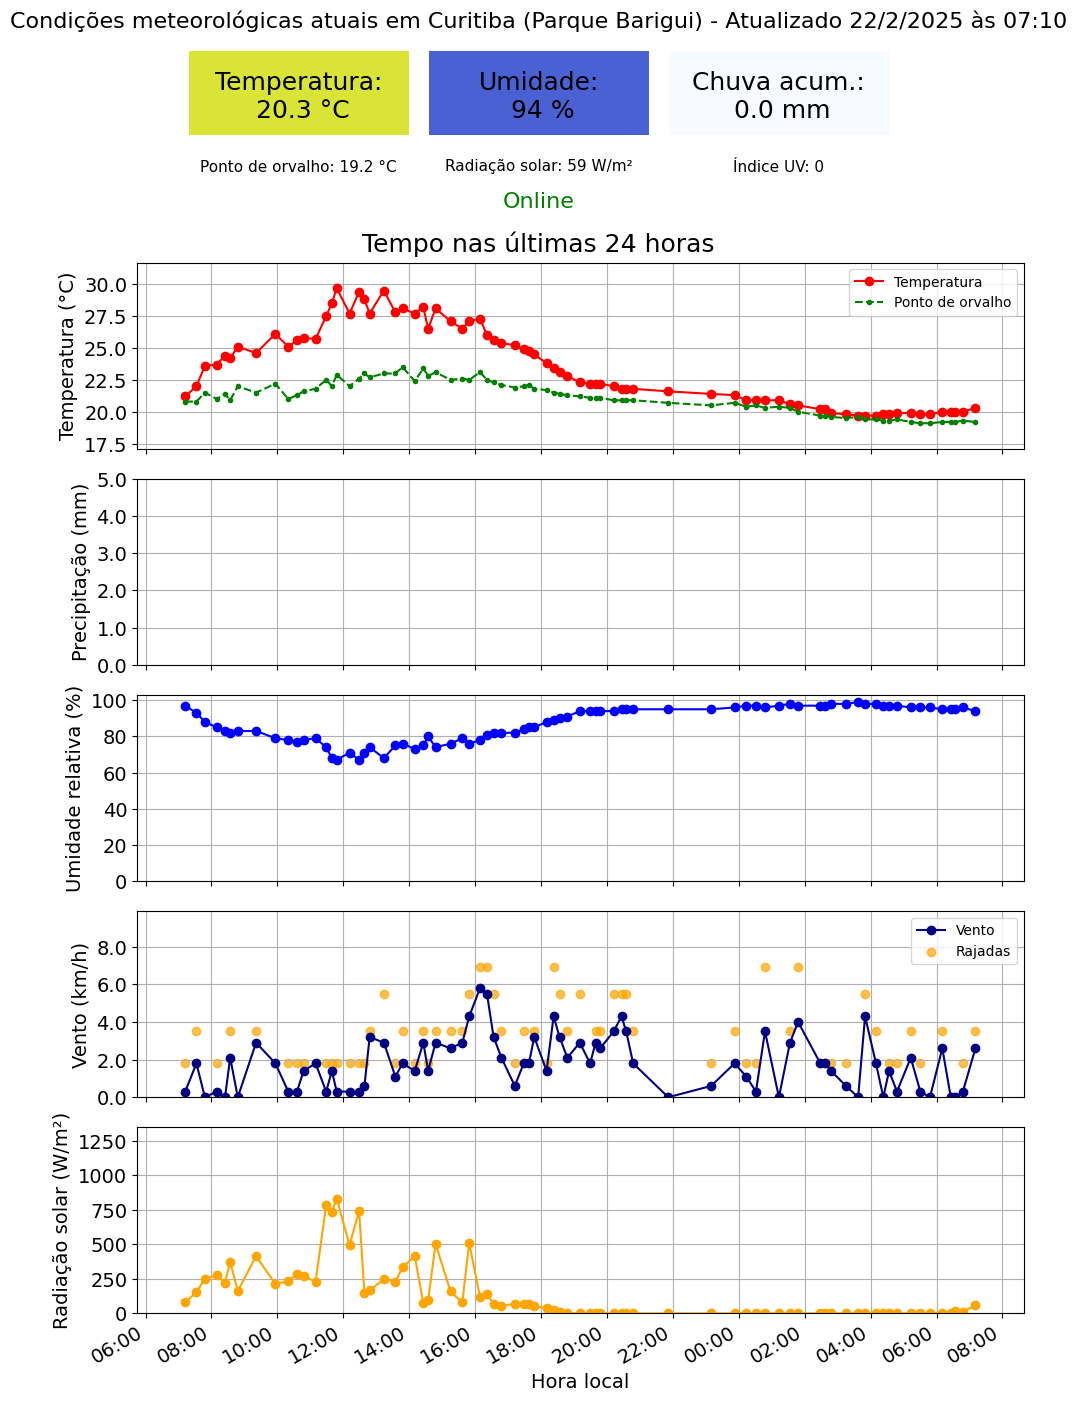 Condições meteorológicas atuais em Curitiba (Parque Barigui) - Atualizado 22/2/2025 às 07:10
Temperatura:
20.3 °C
Umidade:
94 %
Chuva acum.:
0.0 mm
Ponto de orvalho: 19.2 °C
Radiação solar: 59 W/m²
Índice UV: 0
Online
Tempo nas últimas 24 horas
Temperatura (°C)
30.0
27.5
25.0
22.5
20.0
17.5
Temperatura
Ponto de orvalho
Precipitação (mm)
5.0
4.0
3.0
2.0
1.0
0.0
Umidade relativa (%)
100
80
60
40
20
0
Vento (km/h)
8.0
6.0
4.0
2.0
0.0
Vento
Rajadas
Radiação solar (W/m²)
1250
1000
750
500
250
0
06:00
08:00
10:00
12:00
14:00
16:00
18:00
20:00
22:00
00:00
02:00
04:00
06:00
08:00
Hora local